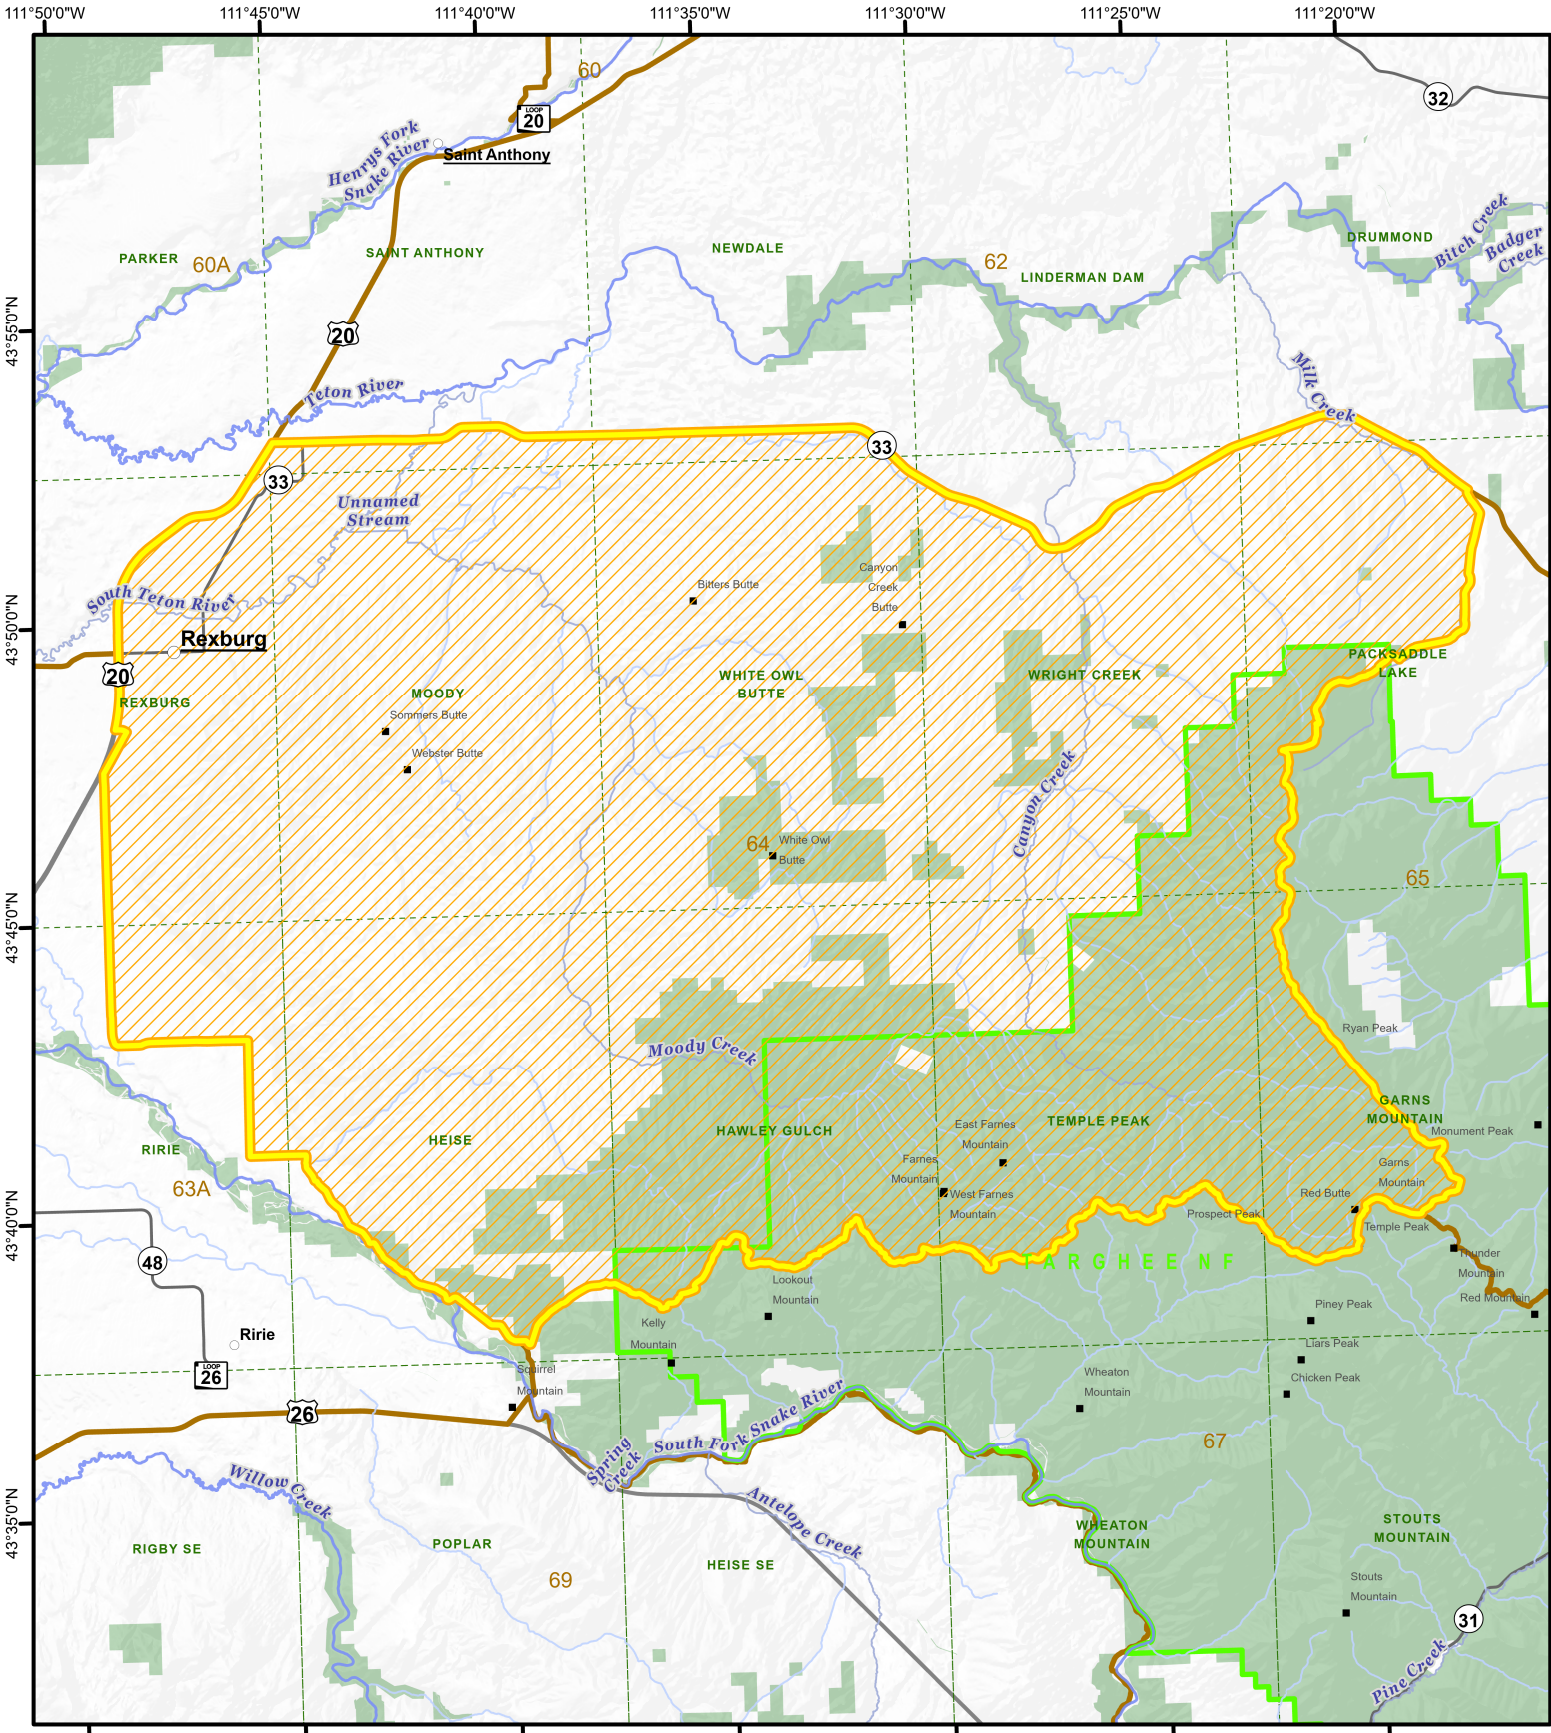 111°50'0"W
111°45'0"W
111°40'0"W
111°35'0"W
111°30'0"W
111°25'0"W
111°20'0"W
60
32
LOOP
20
Henrys Fork
Snake River
Saint Anthony
Bitch Creek
Badger
Creek
DRUMMOND
PARKER
60A
SAINT ANTHONY
NEWDALE
62
LINDERMAN DAM
43°55'0"N
20
Milk Creek
Teton River
33
33
Unnamed
Stream
Canyon
Creek
Butte
Bitters Butte
South Teton River
43°50'0"N
Rexburg
20
REXBURG
MOODY
Sommers Butte
Webster Butte
WHITE OWL
BUTTE
WRIGHT CREEK
PACKSADDLE
LAKE
Canyon Creek
64
White Owl
Butte
65
43°45'0"N
Ryan Peak
Moody Creek
GARNS
MOUNTAIN
TEMPLE PEAK
HAWLEY GULCH
East Farnes
Mountain
Monument Peak
HEISE
RIRIE
63A
Farnes
Mountain
West Farnes
Mountain
Garns
Mountain
Red Butte
Prospect Peak
Temple Peak
43°40'0"N
48
TARGHEE NF
Thunder
Mountain
Red Mountain
Lookout
Mountain
Piney Peak
Kelly
Mountain
Liars Peak
Ririe
LOOP
26
Squirrel
Mountain
Wheaton
Mountain
Chicken Peak
26
South Fork Snake River
67
Spring
Creek
Willow Creek
Antelope Creek
43°35'0"N
WHEATON
MOUNTAIN
STOUTS
MOUNTAIN
RIGBY SE
POPLAR
HEISE SE
69
Stouts
Mountain
31
Pine Creek